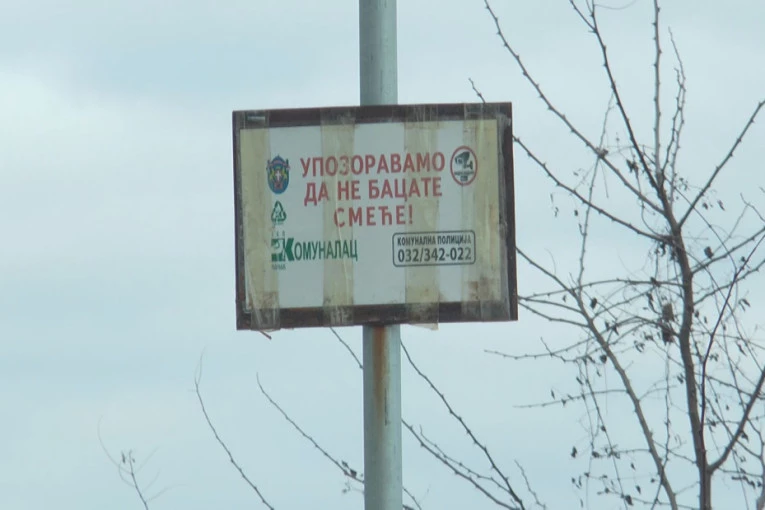 УПОЗОРАВАМО
ДА НЕ БАЦАТЕ
СМЕЋЕ!
КОМУНАЛАЦ
КОМУНАЛНА ПОЛИЦИЈА
032/342-022